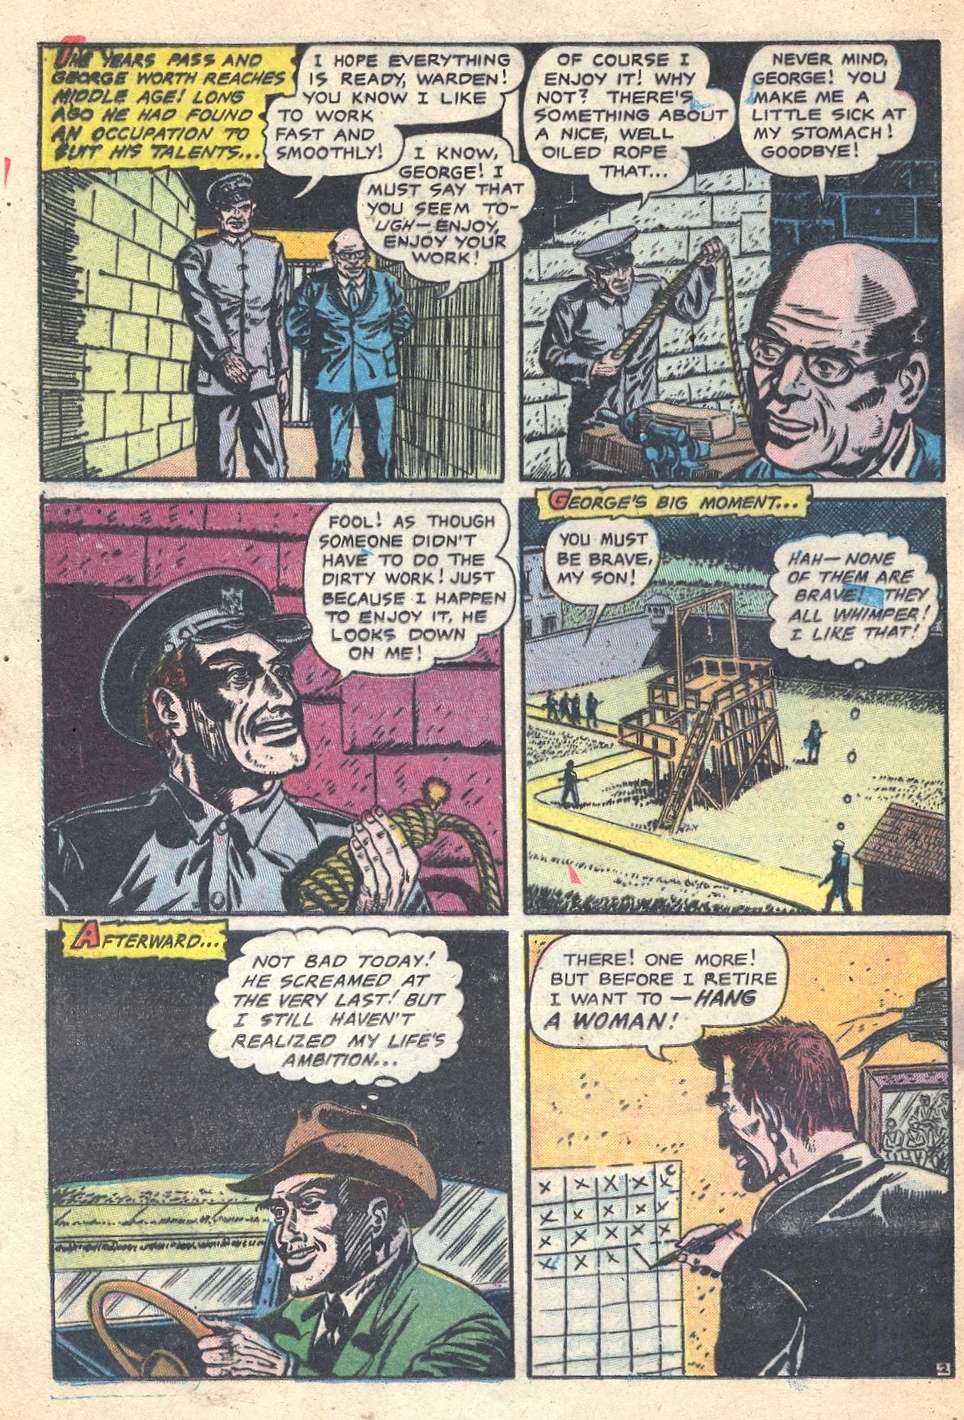 THE YEARS PASS AND
GEORGE WORTH REACHES
MIDDLE AGE! LONG
AGO HE HAD FOUND
AN OCCUPATION TO
SUIT HIS TALENTS...
I HOPE EVERYTHING
IS READY, WARDEN!
YOU KNOW I LIKE
TO WORK
FAST AND
SMOOTHLY!
I KNOW,
GEORGE! I
MUST SAY THAT
YOU SEEM TO-
UGH-ENJOY,
ENJOY YOUR
WORK!
OF COURSE I
ENJOY IT! WHY
NOT? THERE'S
SOMETHING ABOUT
A NICE, WELL
OILED ROPE
THAT...
NEVER MIND,
GEORGE! YOU
MAKE ME A
LITTLE SICK AT
MY STOMACH!
GOODBYE!
FOOL! AS THOUGH
SOMEONE DIDN'T
HAVE TO DO THE
DIRTY WORK! JUST
BECAUSE I HAPPEN
TO ENJOY IT, HE
LOOKS DOWN
ON ME!
GEORGE'S BIG MOMENT...
YOU MUST
BE BRAVE,
MY SON!
HAH-NONE
OF THEM ARE
BRAVE! THEY
ALL WHIMPER!
I LIKE THAT!
AFTERWARD...
NOT BAD TODAY!
HE SCREAMED AT
THE VERY LAST! BUT
I STILL HAVEN'T
REALIZED MY LIFE'S
AMBITION...
THERE! ONE MORE!
BUT BEFORE I RETIRE
I WANT TO-HANG
A WOMAN!
X X X X X
X X X X X
X X X X X
X X X
2